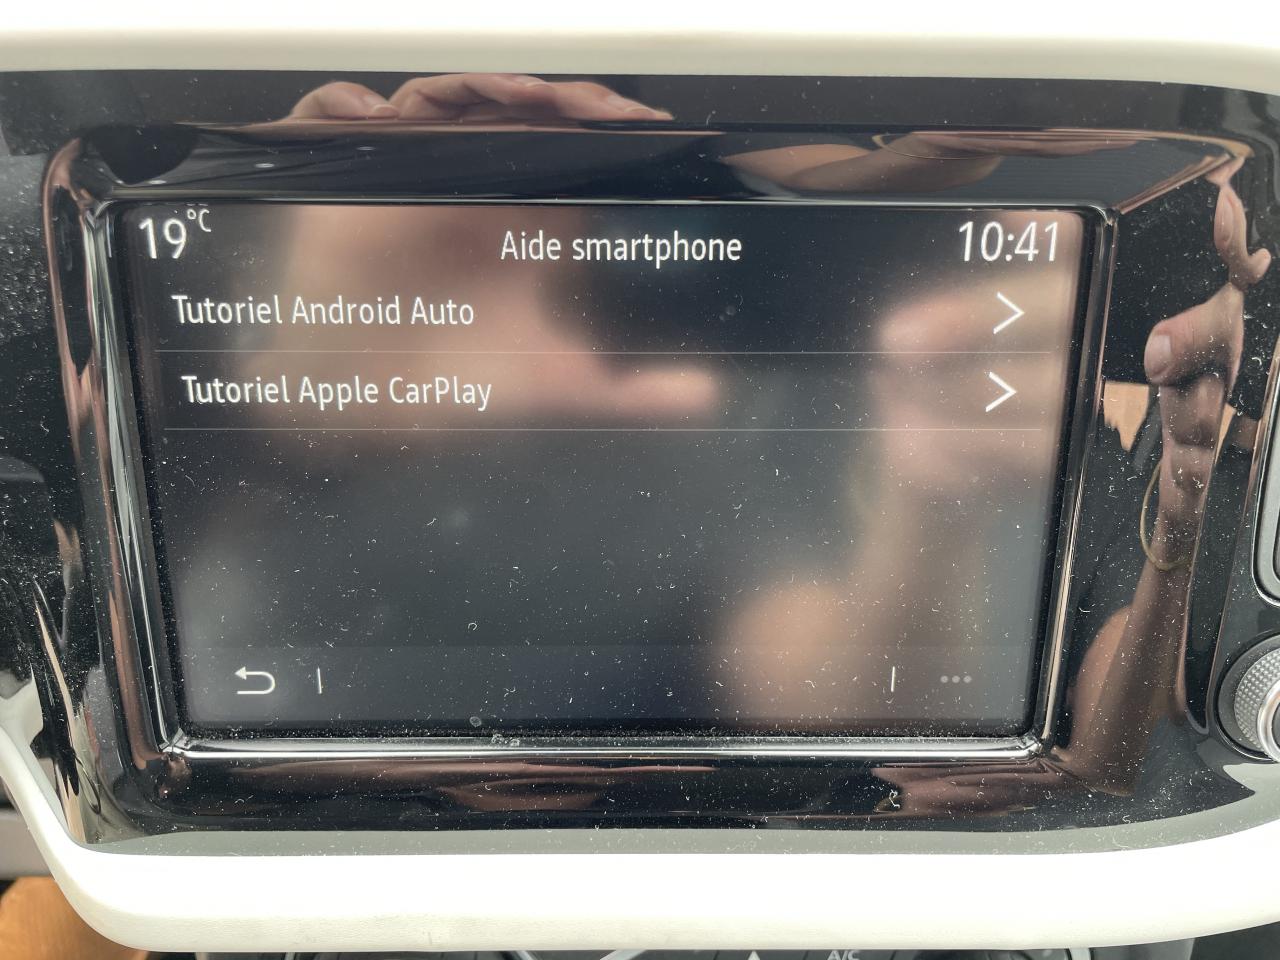 19°C
Aide smartphone
10:41
Tutoriel Android Auto
Tutoriel Apple CarPlay
A/C